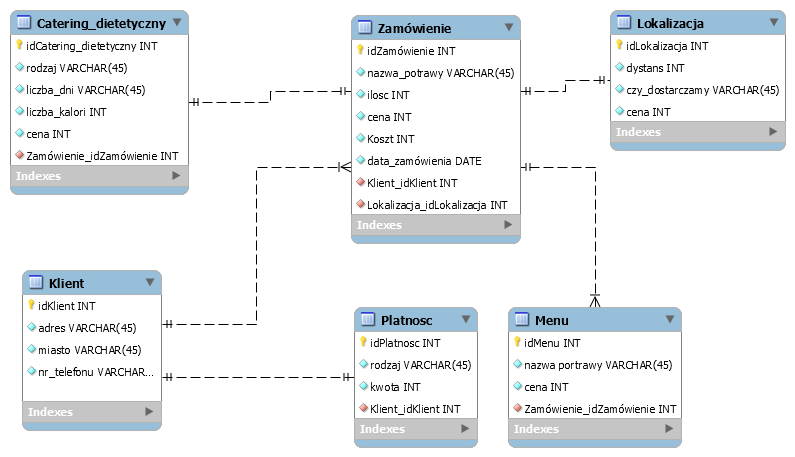 Catering_dietetyczny
idCatering_dietetyczny INT
rodzaj VARCHAR(45)
liczba_dni VARCHAR(45)
liczba_kalori INT
cena INT
Zamówienie_idZamówienie INT
Indexes
Zamówienie
idZamówienie INT
nazwa_potrawy VARCHAR(45)
ilosc INT
cena INT
Koszt INT
data_zamówienia DATE
Klient_idKlient INT
Lokalizacja_idLokalizacja INT
Indexes
Lokalizacja
idLokalizacja INT
dystans INT
czy_dostarczamy VARCHAR(45)
cena INT
Indexes
Klient
idKlient INT
adres VARCHAR(45)
miasto VARCHAR(45)
nr_telefonu VARCHAR...
Indexes
Platnosc
idPlatnosc INT
rodzaj VARCHAR(45)
kwota INT
Klient_idKlient INT
Indexes
Menu
idMenu INT
nazwa portrawy VARCHAR(45)
cena INT
Zamówienie_idZamówienie INT
Indexes